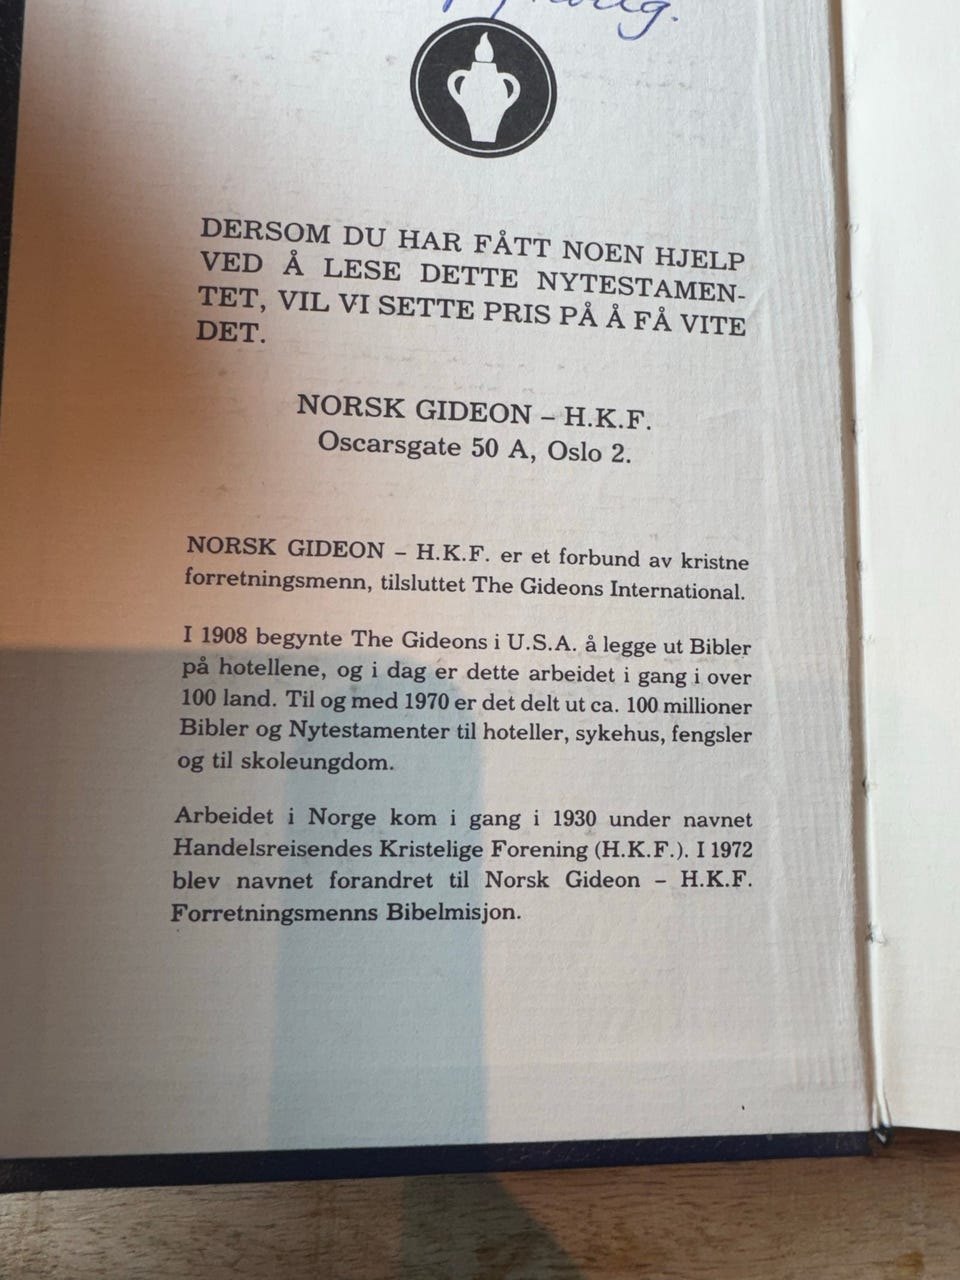 DERSOM DU HAR FÅTT NOEN HJELP
VED Å LESE DETTE NYTESTAMEN-
TET, VIL VI SETTE PRIS PÅ Å FÅ VITE
DET.
NORSK GIDEON – H.K.F.
Oscarsgate 50 A, Oslo 2.
NORSK GIDEON – H.K.F. er et forbund av kristne
forretningsmenn, tilsluttet The Gideons International.
I 1908 begynte The Gideons i U.S.A. å legge ut Bibler
på hotellene, og i dag er dette arbeidet i gang i over
100 land. Til og med 1970 er det delt ut ca. 100 millioner
Bibler og Nytestamenter til hoteller, sykehus, fengsler
og til skoleungdom.
Arbeidet i Norge kom i gang i 1930 under navnet
Handelsreisendes Kristelige Forening (H.K.F.). I 1972
blev navnet forandret til Norsk Gideon – H.K.F.
Forretningsmenns Bibelmisjon.